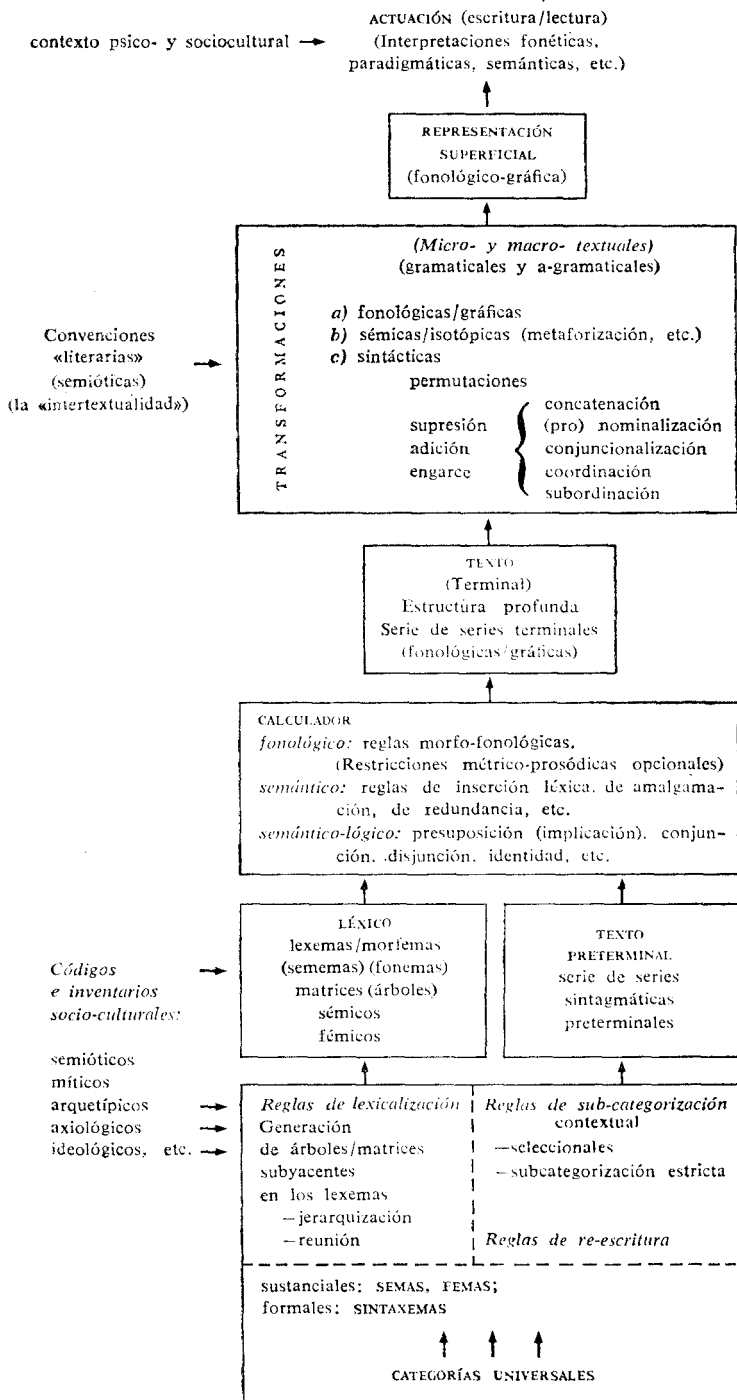 ACTUACIÓN (escritura/lectura)
contexto psico- y sociocultural → (Interpretaciones fonéticas,
paradigmáticas, semánticas, etc.)
REPRESENTACIÓN
SUPERFICIAL
(fonológico-gráfica)
TRANSFORMACIONES
(Micro- y macro- textuales)
(gramaticales y a-gramaticales)
a) fonológicas/gráficas
b) sémicas/isotópicas (metaforización, etc.)
c) sintácticas
permutaciones
supresión
adición
engarce
concatenación
(pro) nominalización
conjuncionalización
coordinación
subordinación
Convenciones
«literarias» →
(semióticas)
(la «intertextualidad»)
TEXTO
(Terminal)
Estructura profunda
Serie de series terminales
(fonológicas/gráficas)
CALCULADOR
fonológico: reglas morfo-fonológicas.
(Restricciones métrico-prosódicas opcionales)
semántico: reglas de inserción léxica. de amalgama-
ción, de redundancia, etc.
semántico-lógico: presuposición (implicación). conjun-
ción. disjunción. identidad, etc.
LÉXICO
lexemas/morfemas
(sememas) (fonemas)
matrices (árboles)
sémicos
fémicos
TEXTO
PRETERMINAL
serie de series
sintagmáticas
preterminales
Códigos →
e inventarios
socio-culturales:
semióticos
míticos
arquetípicos →
axiológicos →
ideológicos, etc. →
Reglas de lexicalización
Generación
de árboles/matrices
subyacentes
en los lexemas
—jerarquización
—reunión
Reglas de sub-categorización
contextual
—seleccionales
—subcategorización estricta
Reglas de re-escritura
sustanciales: SEMAS, FEMAS;
formales: SINTAXEMAS
CATEGORÍAS UNIVERSALES